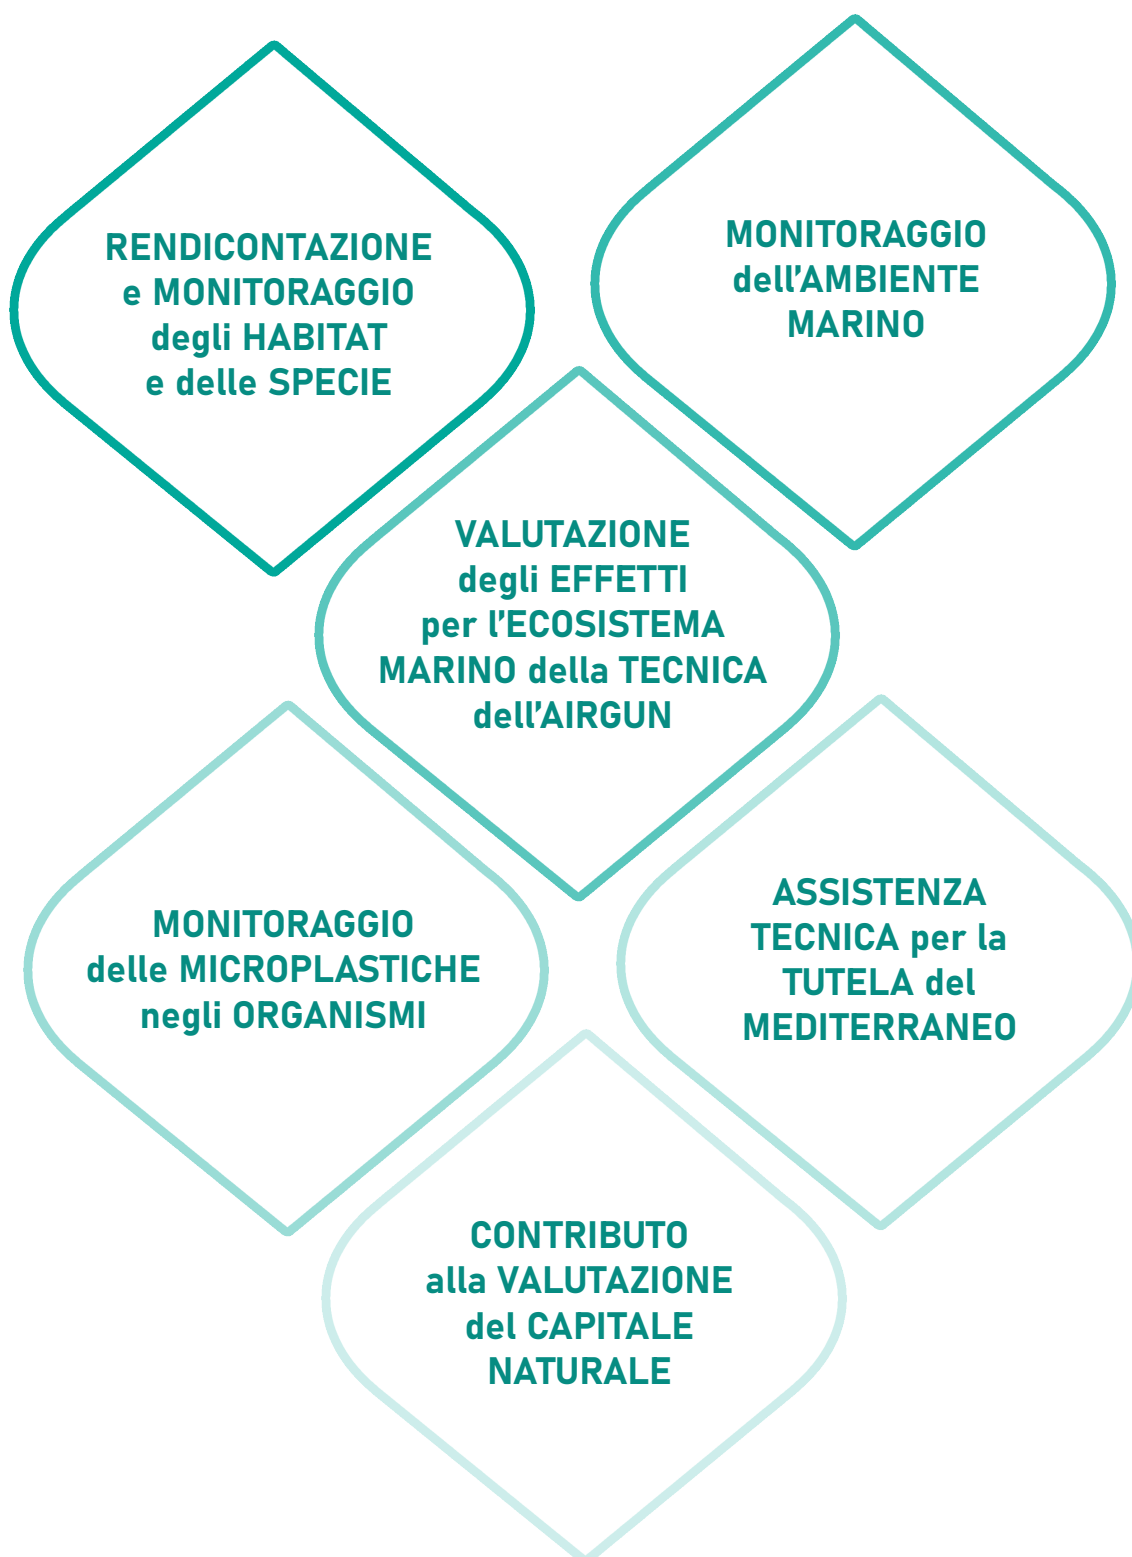 RENDICONTAZIONE
e MONITORAGGIO
degli HABITAT
e delle SPECIE
MONITORAGGIO
dell'AMBIENTE
MARINO
VALUTAZIONE
degli EFFETTI
per l'ECOSISTEMA
MARINO della TECNICA
dell'AIRGUN
MONITORAGGIO
delle MICROPLASTICHE
negli ORGANISMI
ASSISTENZA
TECNICA per la
TUTELA del
MEDITERRANEO
CONTRIBUTO
alla VALUTAZIONE
del CAPITALE
NATURALE